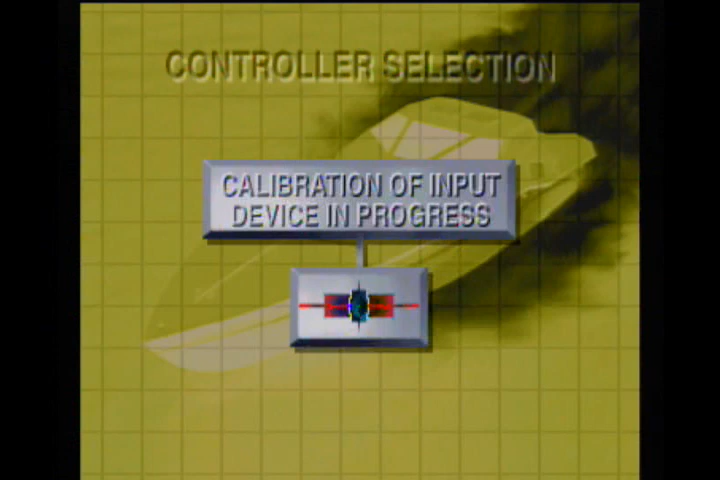 CONTROLLER SELECTION
CALIBRATION OF INPUT
DEVICE IN PROGRESS